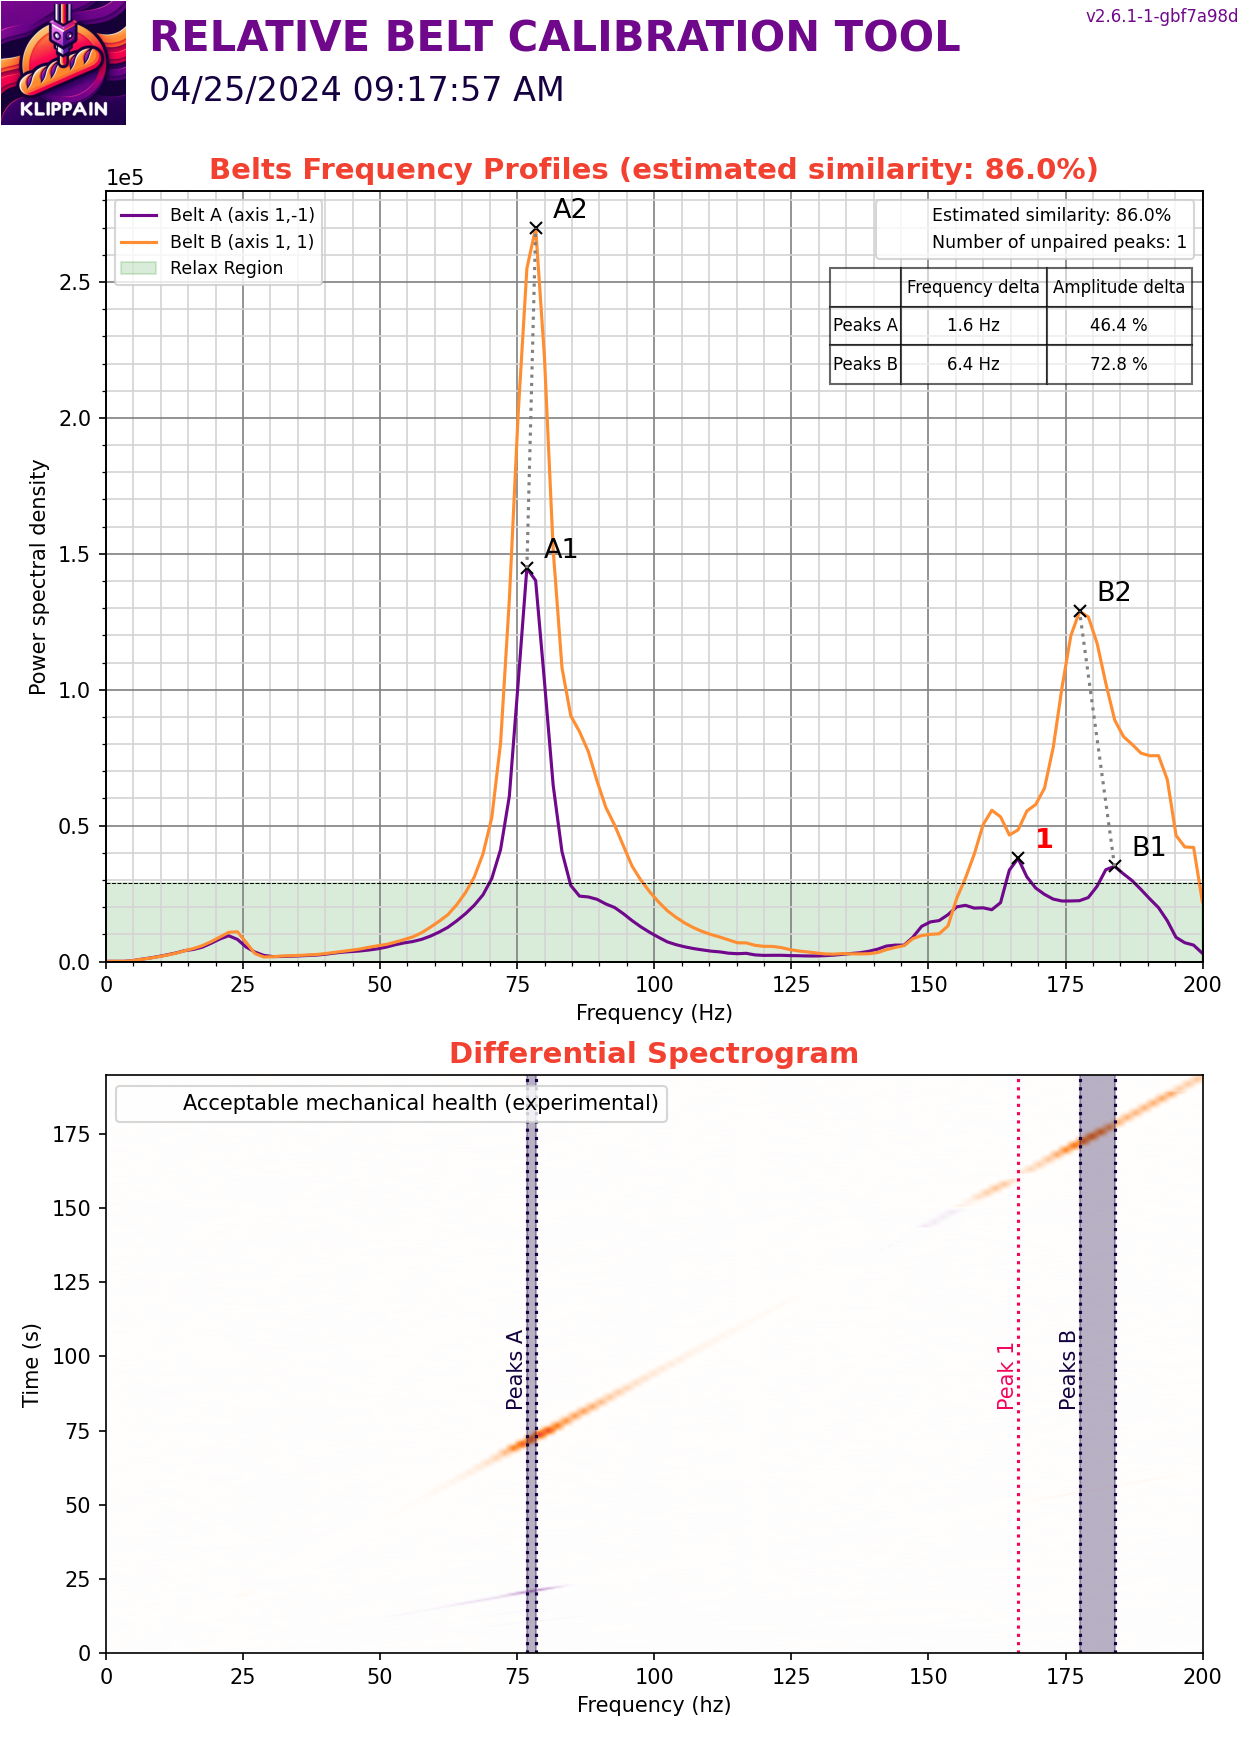 KLIPPAIN
RELATIVE BELT CALIBRATION TOOL
04/25/2024 09:17:57 AM
v2.6.1-1-gbf7a98d
Belts Frequency Profiles (estimated similarity: 86.0%)
1e5
Belt A (axis 1,-1)
Belt B (axis 1, 1)
Relax Region
Estimated similarity: 86.0%
Number of unpaired peaks: 1
Frequency delta Amplitude delta
Peaks A 1.6 Hz 46.4 %
Peaks B 6.4 Hz 72.8 %
A2
A1
B2
1
B1
Power spectral density
2.5
2.0
1.5
1.0
0.5
0.0
0 25 50 75 100 125 150 175 200
Frequency (Hz)
Differential Spectrogram
Acceptable mechanical health (experimental)
Peaks A
Peak 1
Peaks B
Time (s)
175
150
125
100
75
50
25
0
0 25 50 75 100 125 150 175 200
Frequency (hz)